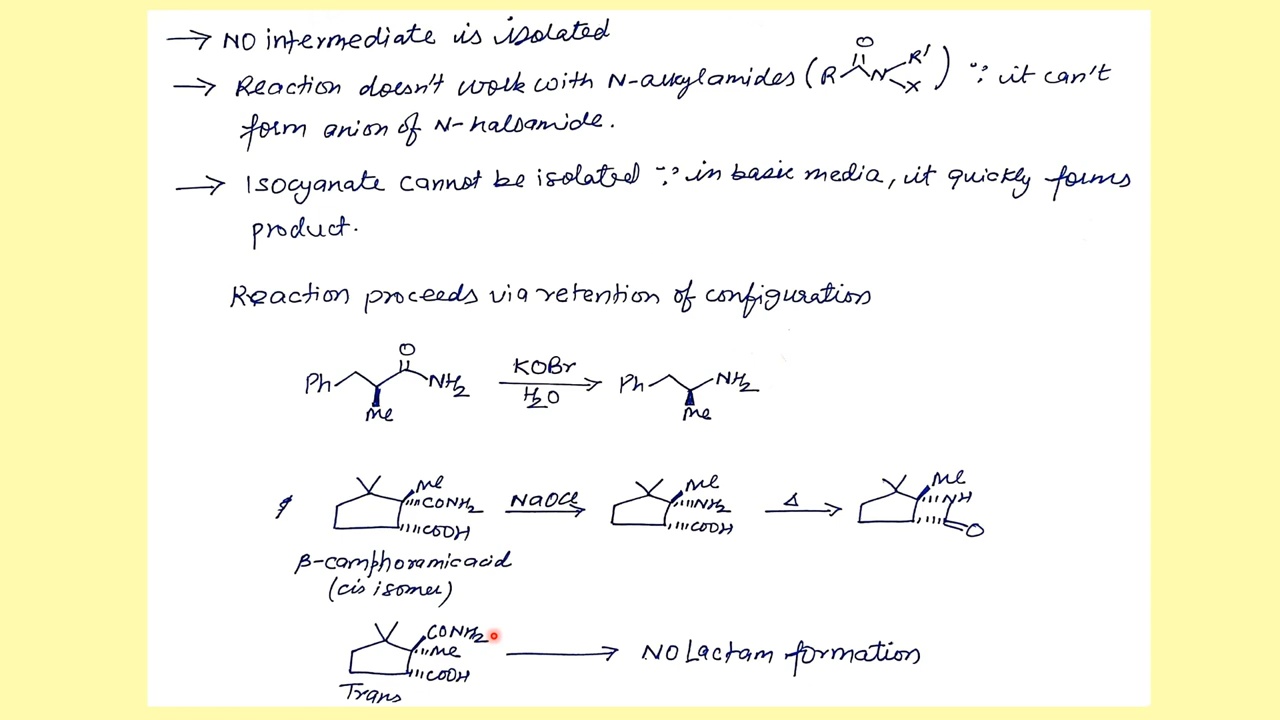 → NO intermediate is isolated
→ Reaction doesn't work with N-alkylamides (R O N R' X) ∵ it can't
form anion of N-haloamide.
→ Isocyanate cannot be isolated ∵ in basic media, it quickly forms
product.
Reaction proceeds via retention of configuration
Ph O NH2 Me KOBr H2O Ph NH2 Me
Me CONH2 COOH NaOCl Me NH2 COOH Δ Me NH O
β-camphoramic acid
(cis isomer)
CONH2 Me COOH → NO Lactam formation
Trans